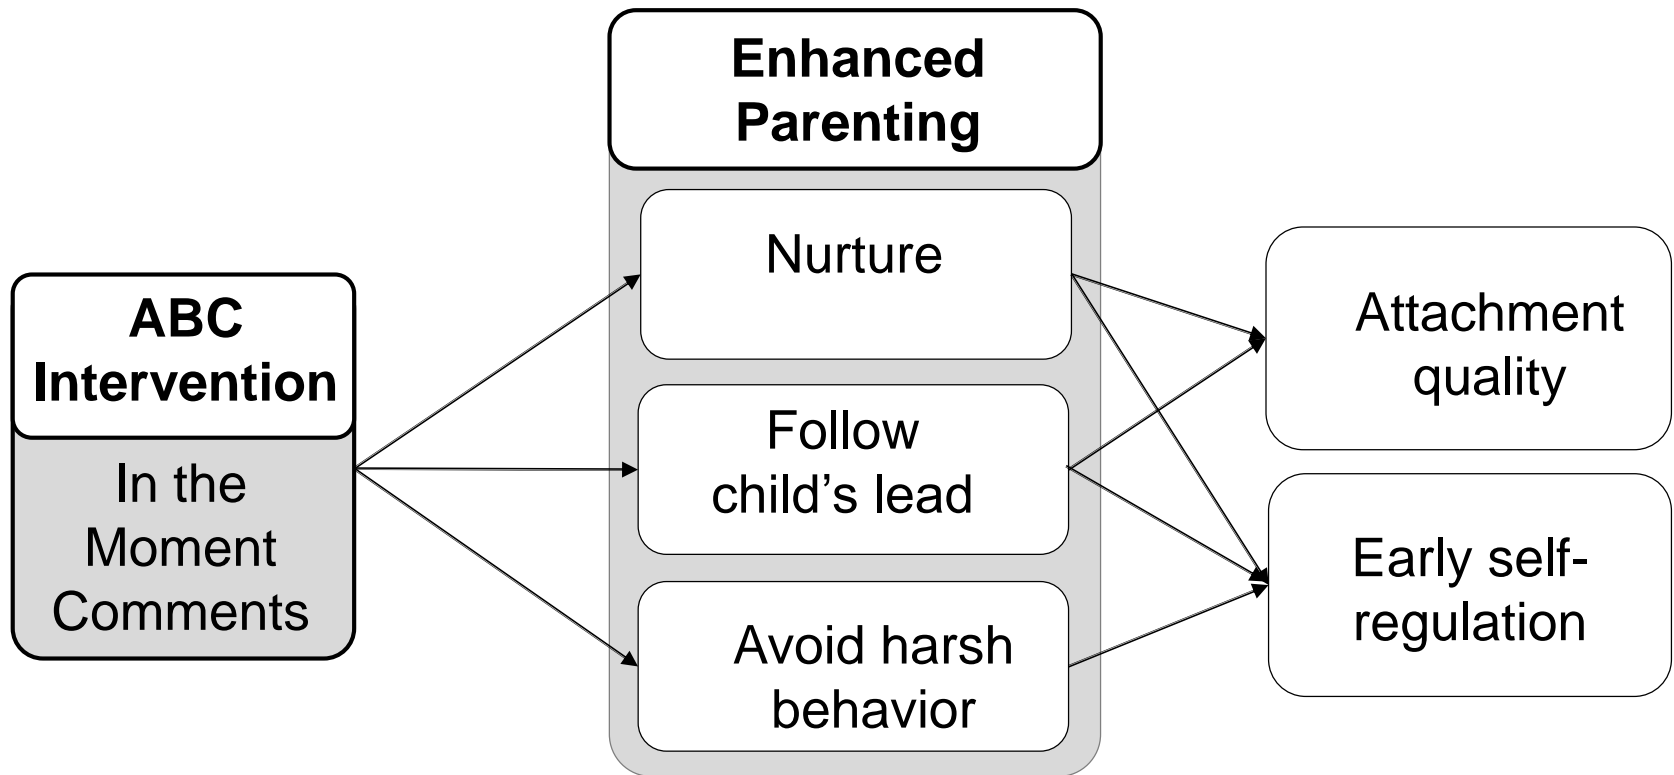 ABC
Intervention
In the
Moment
Comments
Enhanced
Parenting
Nurture
Follow
child’s lead
Avoid harsh
behavior
Attachment
quality
Early self-
regulation